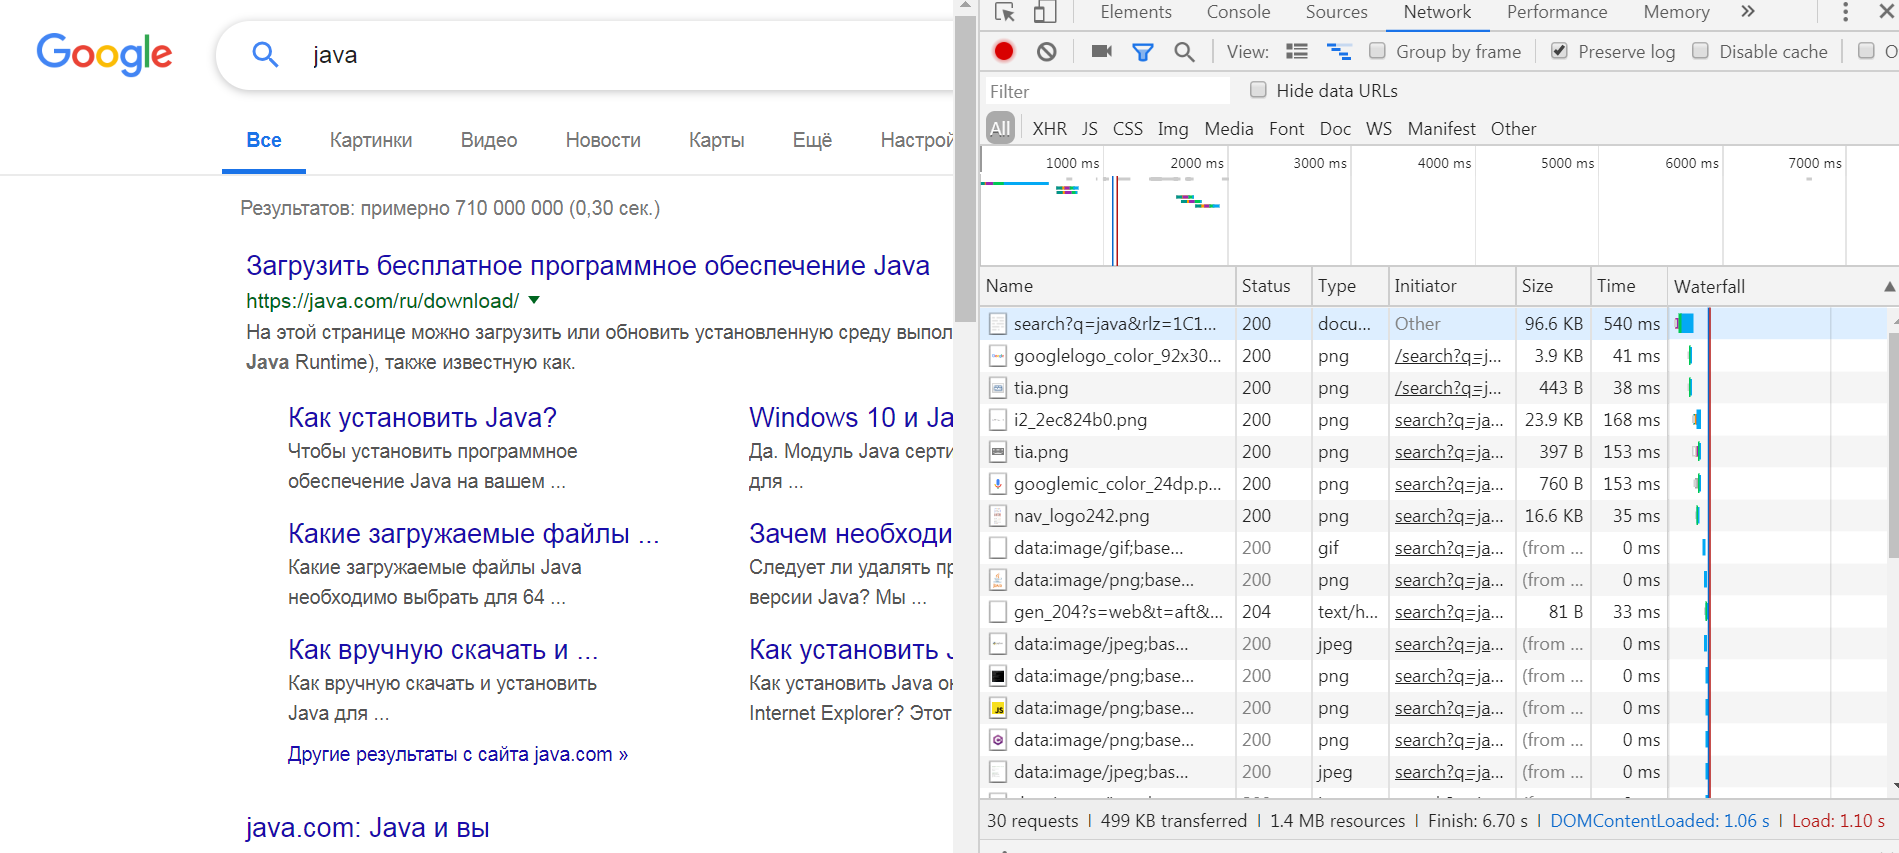 Google
java
Все Картинки Видео Новости Карты Ещё Настрой
Результатов: примерно 710 000 000 (0,30 сек.)
Загрузить бесплатное программное обеспечение Java
https://java.com/ru/download/
На этой странице можно загрузить или обновить установленную среду выпол
Java Runtime), также известную как.
Как установить Java?
Чтобы установить программное
обеспечение Java на вашем ...
Windows 10 и Ja
Да. Модуль Java серти
для ...
Какие загружаемые файлы ...
Какие загружаемые файлы Java
необходимо выбрать для 64 ...
Зачем необходи
Следует ли удалять пр
версии Java? Мы ...
Как вручную скачать и ...
Как вручную скачать и установить
Java для ...
Как установить J
Как установить Java он
Internet Explorer? Этот
Другие результаты с сайта java.com »
java.com: Java и вы
Elements Console Sources Network Performance Memory »
View: Group by frame Preserve log Disable cache O
Filter Hide data URLs
All XHR JS CSS Img Media Font Doc WS Manifest Other
1000 ms 2000 ms 3000 ms 4000 ms 5000 ms 6000 ms 7000 ms
Name Status Type Initiator Size Time Waterfall
search?q=java&rlz=1C1... 200 docu... Other 96.6 KB 540 ms
googlelogo_color_92x30... 200 png /search?q=j... 3.9 KB 41 ms
tia.png 200 png /search?q=j... 443 B 38 ms
i2_2ec824b0.png 200 png search?q=ja... 23.9 KB 168 ms
tia.png 200 png search?q=ja... 397 B 153 ms
googlemic_color_24dp.p... 200 png search?q=ja... 760 B 153 ms
nav_logo242.png 200 png search?q=ja... 16.6 KB 35 ms
data:image/gif;base... 200 gif search?q=ja... (from ... 0 ms
data:image/png;base... 200 png search?q=ja... (from ... 0 ms
gen_204?s=web&t=aft&... 204 text/h... search?q=ja... 81 B 33 ms
data:image/jpeg;bas... 200 jpeg search?q=ja... (from ... 0 ms
data:image/png;base... 200 png search?q=ja... (from ... 0 ms
data:image/png;base... 200 png search?q=ja... (from ... 0 ms
data:image/png;base... 200 png search?q=ja... (from ... 0 ms
data:image/jpeg;bas... 200 jpeg search?q=ja... (from ... 0 ms
30 requests | 499 KB transferred | 1.4 MB resources | Finish: 6.70 s | DOMContentLoaded: 1.06 s | Load: 1.10 s